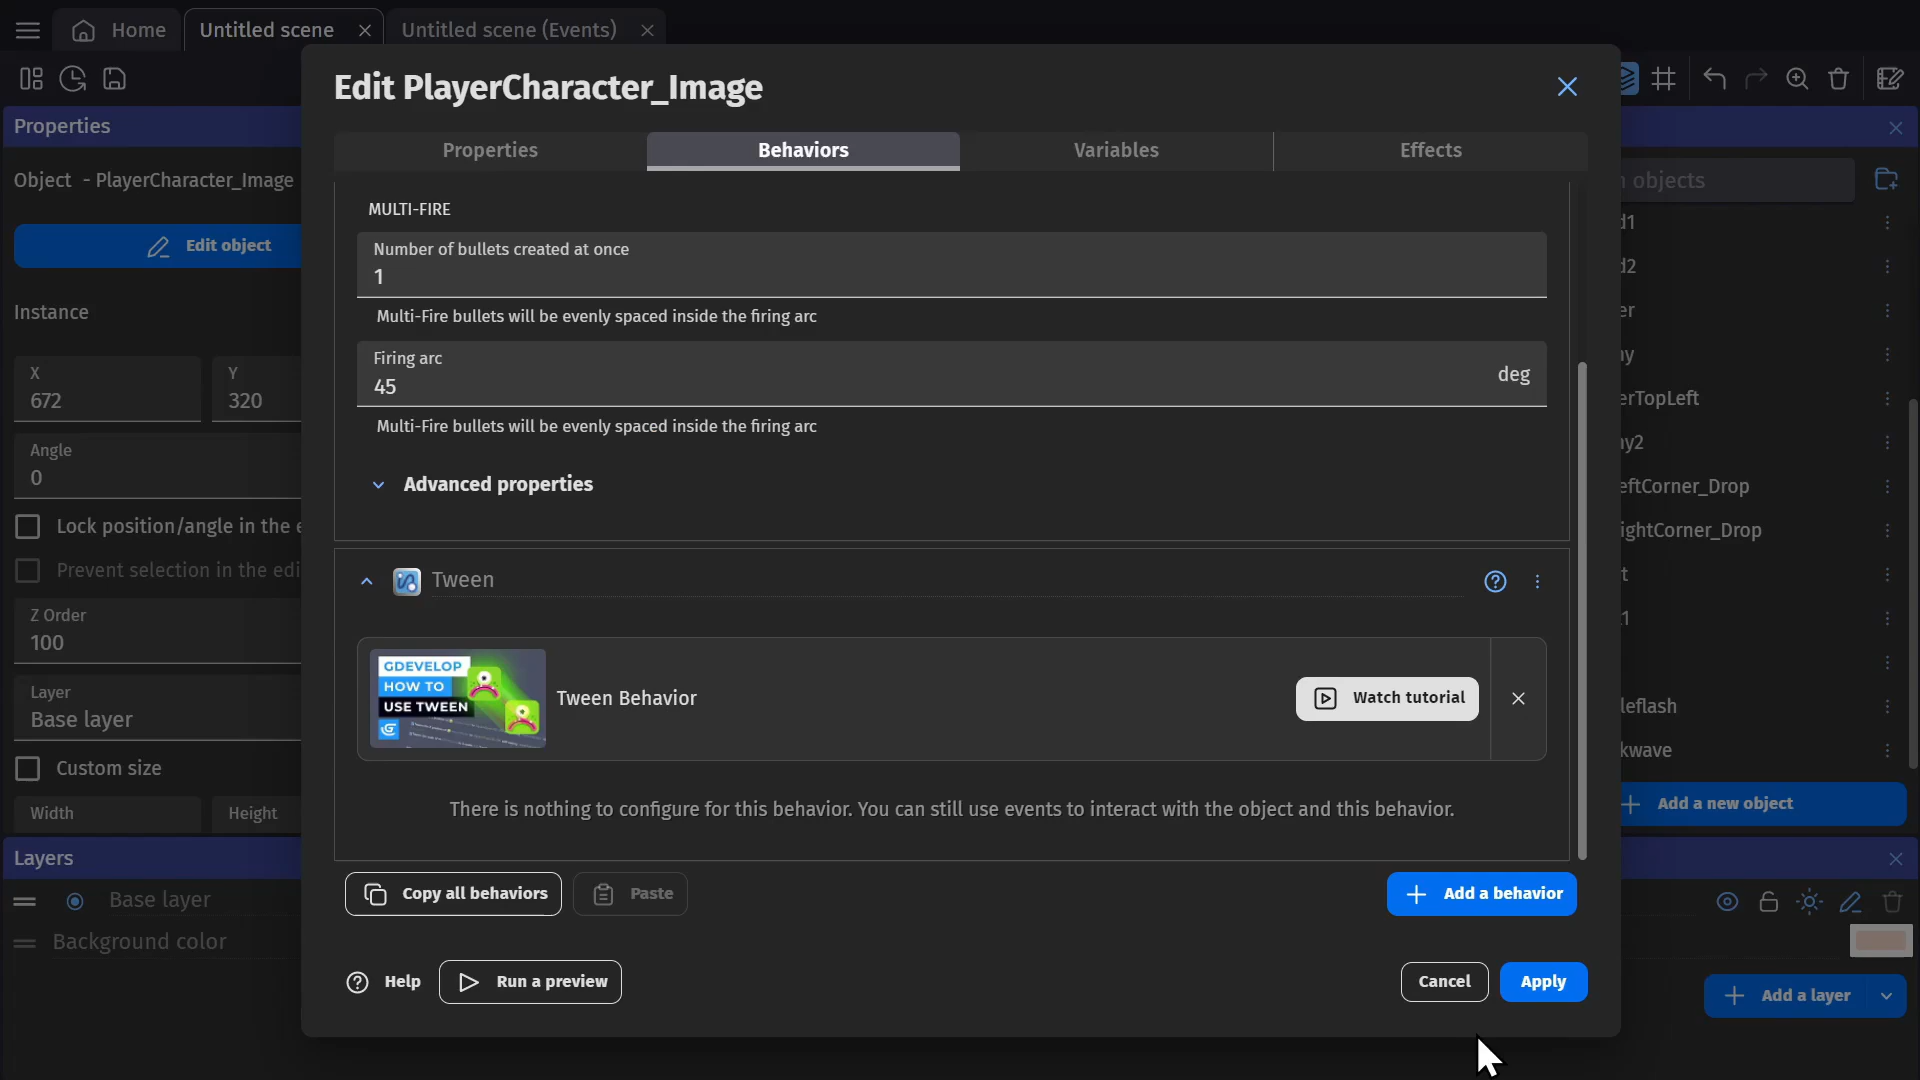 Home
Untitled scene
Untitled scene (Events)
Edit PlayerCharacter_Image
Properties
Behaviors
Variables
Effects
Properties
Object - PlayerCharacter_Image
Edit object
Instance
X
672
Y
320
Angle
0
Lock position/angle in the e
Prevent selection in the edi
Z Order
100
Layer
Base layer
Custom size
Width
Height
Layers
Base layer
Background color
MULTI-FIRE
Number of bullets created at once
1
Multi-Fire bullets will be evenly spaced inside the firing arc
Firing arc
45
deg
Multi-Fire bullets will be evenly spaced inside the firing arc
Advanced properties
Tween
GDEVELOP
HOW TO
USE TWEEN
Tween Behavior
Watch tutorial
There is nothing to configure for this behavior. You can still use events to interact with the object and this behavior.
Copy all behaviors
Paste
Add a behavior
Help
Run a preview
Cancel
Apply
objects
d1
d2
er
ny
erTopLeft
ny2
eftCorner_Drop
ightCorner_Drop
t
1
leflash
kwave
Add a new object
Add a layer